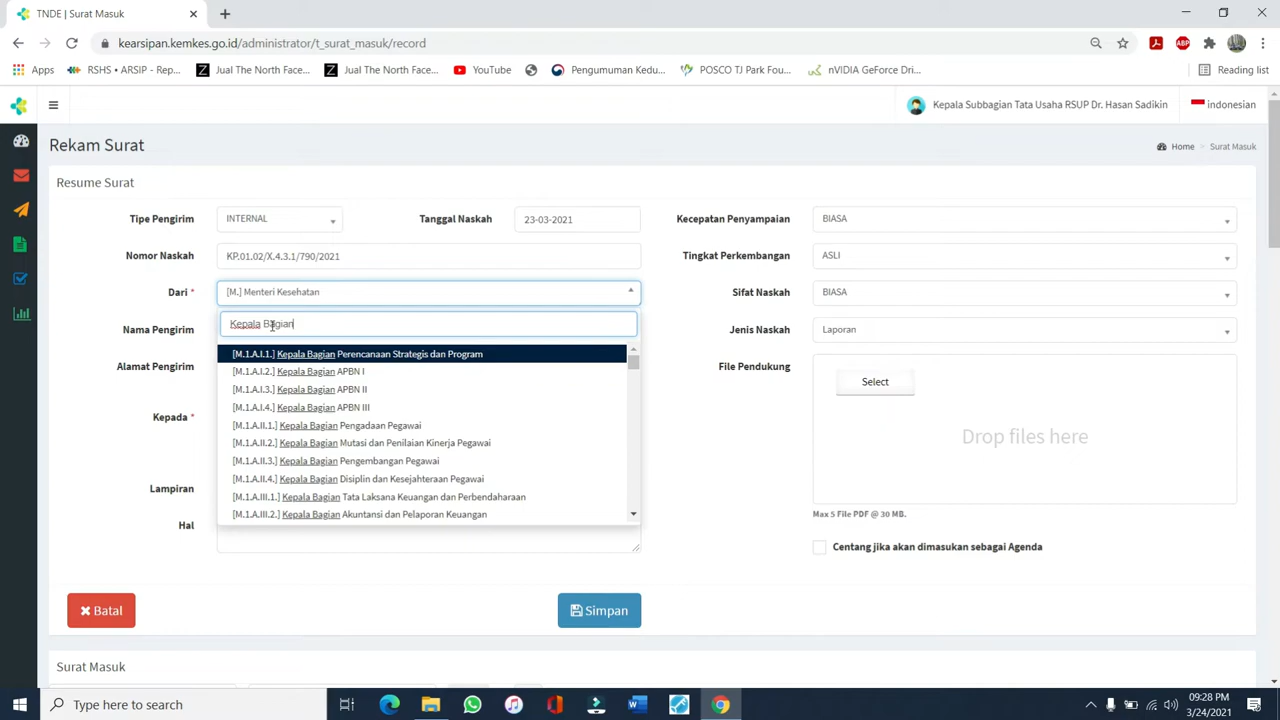 TNDE | Surat Masuk
kearsipan.kemkes.go.id/administrator/t_surat_masuk/record
Apps
RSHS • ARSIP - Rep...
Jual The North Face...
Jual The North Face...
YouTube
Pengumuman Kedu...
POSCO TJ Park Foun...
nVIDIA GeForce Dri...
Reading list
Kepala Subbagian Tata Usaha RSUP Dr. Hasan Sadikin
indonesian
Rekam Surat
Home > Surat Masuk
Resume Surat
Tipe Pengirim
INTERNAL
Tanggal Naskah
23-03-2021
Kecepatan Penyampaian
BIASA
Nomor Naskah
KP.01.02/X.4.3.1/790/2021
Tingkat Perkembangan
ASLI
Dari *
[M.] Menteri Kesehatan
Sifat Naskah
BIASA
Nama Pengirim
Kepala Bagian
Jenis Naskah
Laporan
[M.1.A.I.1.] Kepala Bagian Perencanaan Strategis dan Program
[M.1.A.I.2.] Kepala Bagian APBN I
[M.1.A.I.3.] Kepala Bagian APBN II
[M.1.A.I.4.] Kepala Bagian APBN III
[M.1.A.II.1.] Kepala Bagian Pengadaan Pegawai
[M.1.A.II.2.] Kepala Bagian Mutasi dan Penilaian Kinerja Pegawai
[M.1.A.II.3.] Kepala Bagian Pengembangan Pegawai
[M.1.A.II.4.] Kepala Bagian Disiplin dan Kesejahteraan Pegawai
[M.1.A.III.1.] Kepala Bagian Tata Laksana Keuangan dan Perbendaharaan
[M.1.A.III.2.] Kepala Bagian Akuntansi dan Pelaporan Keuangan
Alamat Pengirim
Kepada *
Lampiran
Hal
File Pendukung
Select
Drop files here
Max 5 File PDF @ 30 MB.
Centang jika akan dimasukan sebagai Agenda
Batal
Simpan
Surat Masuk
Type here to search
09:28 PM
3/24/2021